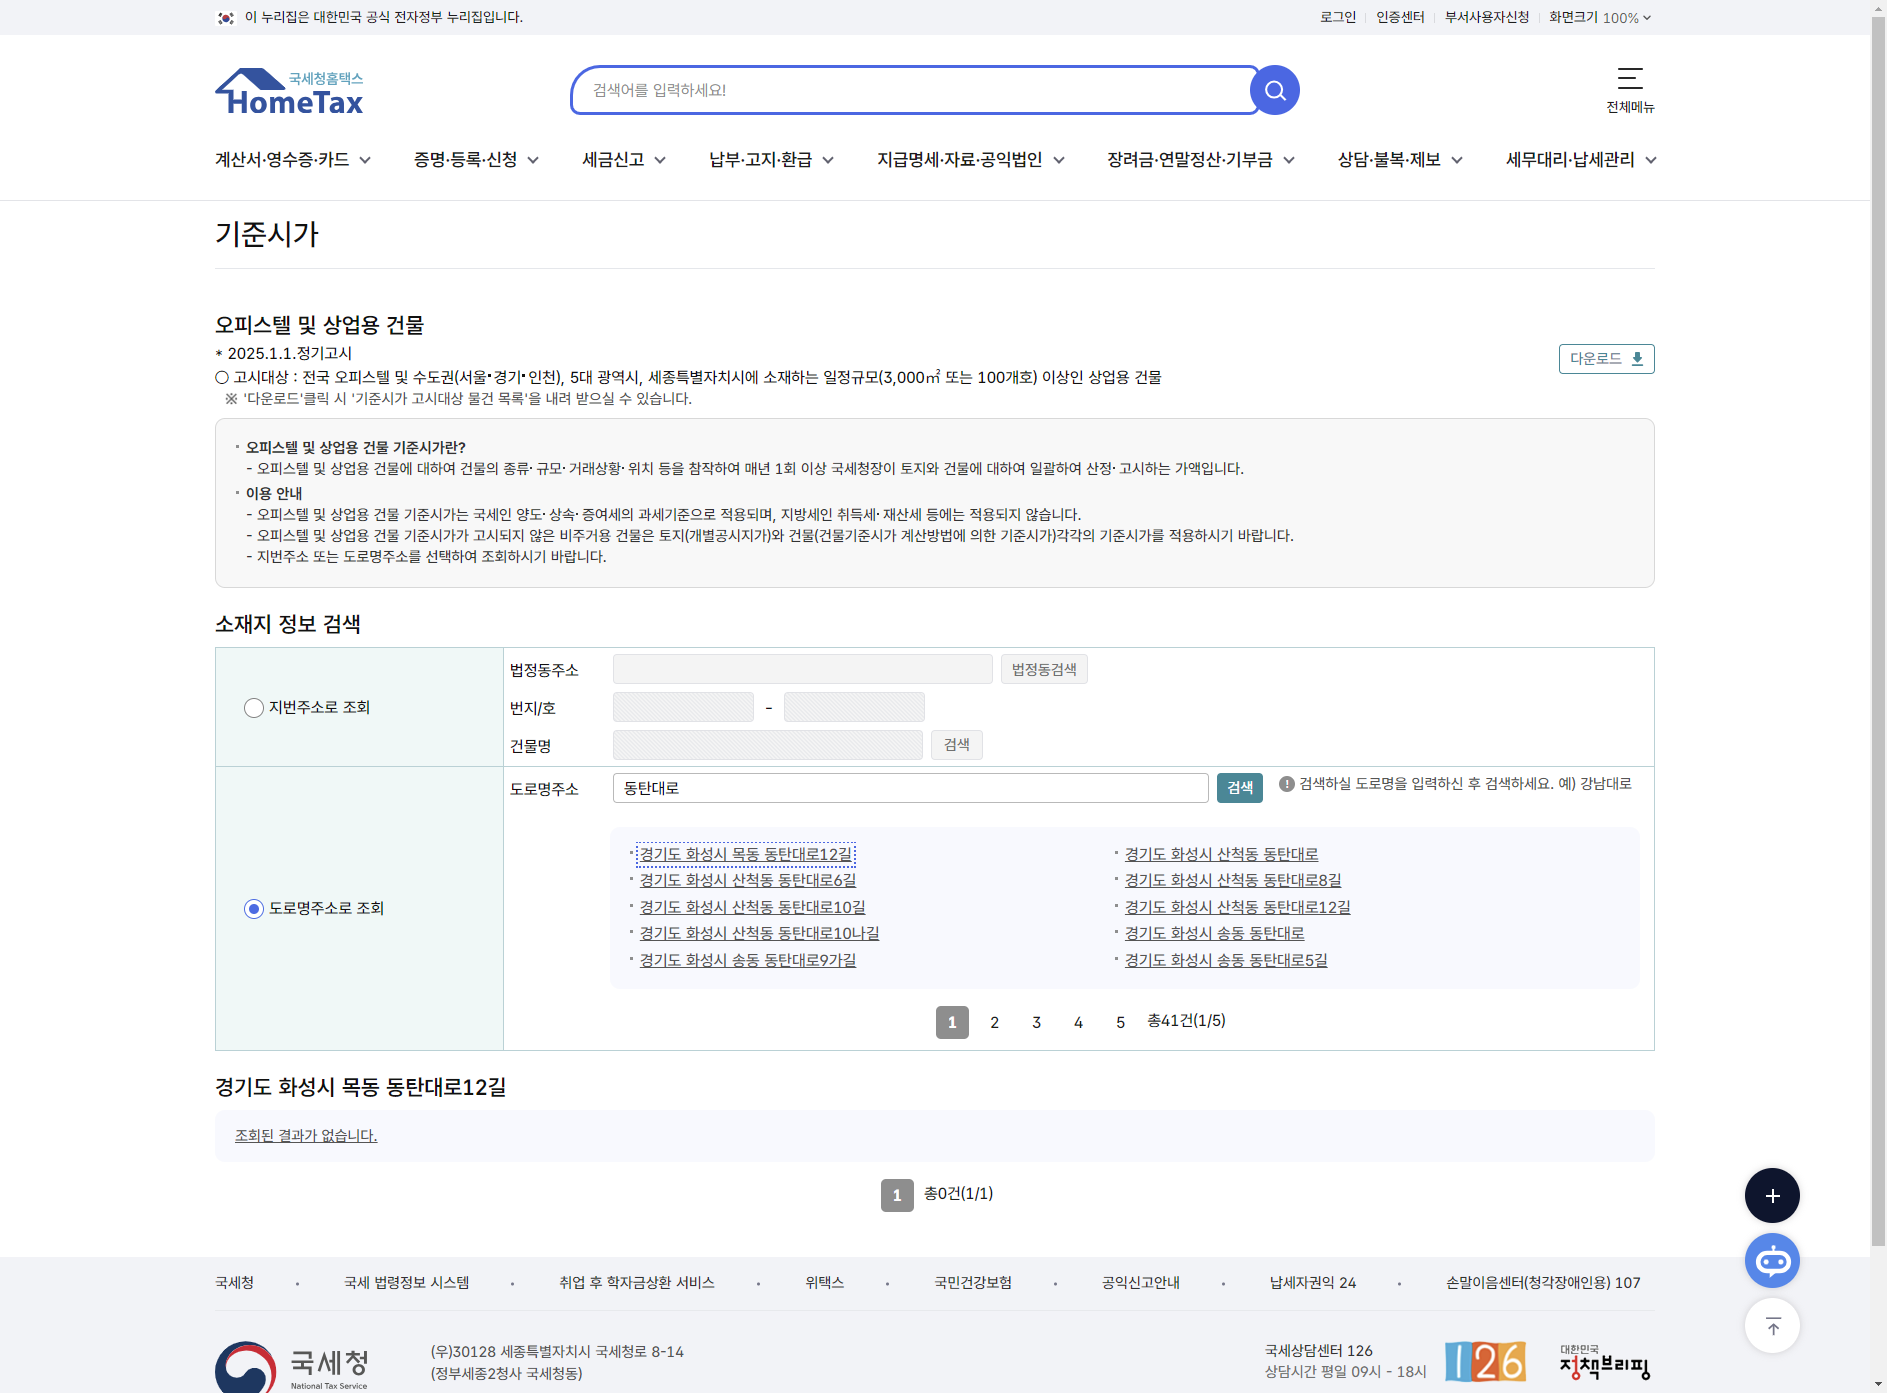 이 누리집은 대한민국 공식 전자정부 누리집입니다.
로그인 인증센터 부서사용자신청 화면크기 100%
국세청홈택스
HomeTax
검색어를 입력하세요!
전체메뉴
계산서·영수증·카드 증명·등록·신청 세금신고 납부·고지·환급 지급명세·자료·공익법인 장려금·연말정산·기부금 상담·불복·제보 세무대리·납세관리
기준시가
오피스텔 및 상업용 건물
* 2025.1.1.정기고시
다운로드
○ 고시대상 : 전국 오피스텔 및 수도권(서울·경기·인천), 5대 광역시, 세종특별자치시에 소재하는 일정규모(3,000㎡ 또는 100개호) 이상인 상업용 건물
※ '다운로드'클릭 시 '기준시가 고시대상 물건 목록'을 내려 받으실 수 있습니다.
· 오피스텔 및 상업용 건물 기준시가란?
- 오피스텔 및 상업용 건물에 대하여 건물의 종류· 규모· 거래상황· 위치 등을 참작하여 매년 1회 이상 국세청장이 토지와 건물에 대하여 일괄하여 산정· 고시하는 가액입니다.
· 이용 안내
- 오피스텔 및 상업용 건물 기준시가는 국세인 양도· 상속· 증여세의 과세기준으로 적용되며, 지방세인 취득세· 재산세 등에는 적용되지 않습니다.
- 오피스텔 및 상업용 건물 기준시가가 고시되지 않은 비주거용 건물은 토지(개별공시지가)와 건물(건물기준시가 계산방법에 의한 기준시가)각각의 기준시가를 적용하시기 바랍니다.
- 지번주소 또는 도로명주소를 선택하여 조회하시기 바랍니다.
소재지 정보 검색
지번주소로 조회
법정동주소 법정동검색
번지/호 -
건물명 검색
도로명주소로 조회
도로명주소 동탄대로 검색 ! 검색하실 도로명을 입력하신 후 검색하세요. 예) 강남대로
· 경기도 화성시 목동 동탄대로12길 · 경기도 화성시 산척동 동탄대로
· 경기도 화성시 산척동 동탄대로6길 · 경기도 화성시 산척동 동탄대로8길
· 경기도 화성시 산척동 동탄대로10길 · 경기도 화성시 산척동 동탄대로12길
· 경기도 화성시 산척동 동탄대로10나길 · 경기도 화성시 송동 동탄대로
· 경기도 화성시 송동 동탄대로9가길 · 경기도 화성시 송동 동탄대로5길
1 2 3 4 5 총41건(1/5)
경기도 화성시 목동 동탄대로12길
조회된 결과가 없습니다.
1 총0건(1/1)
국세청 · 국세 법령정보 시스템 · 취업 후 학자금상환 서비스 · 위택스 · 국민건강보험 · 공익신고안내 · 납세자권익 24 · 손말이음센터(청각장애인용) 107
국세청
National Tax Service
(우)30128 세종특별자치시 국세청로 8-14
(정부세종2청사 국세청동)
국세상담센터 126
상담시간 평일 09시 - 18시
126
대한민국
정책브리핑